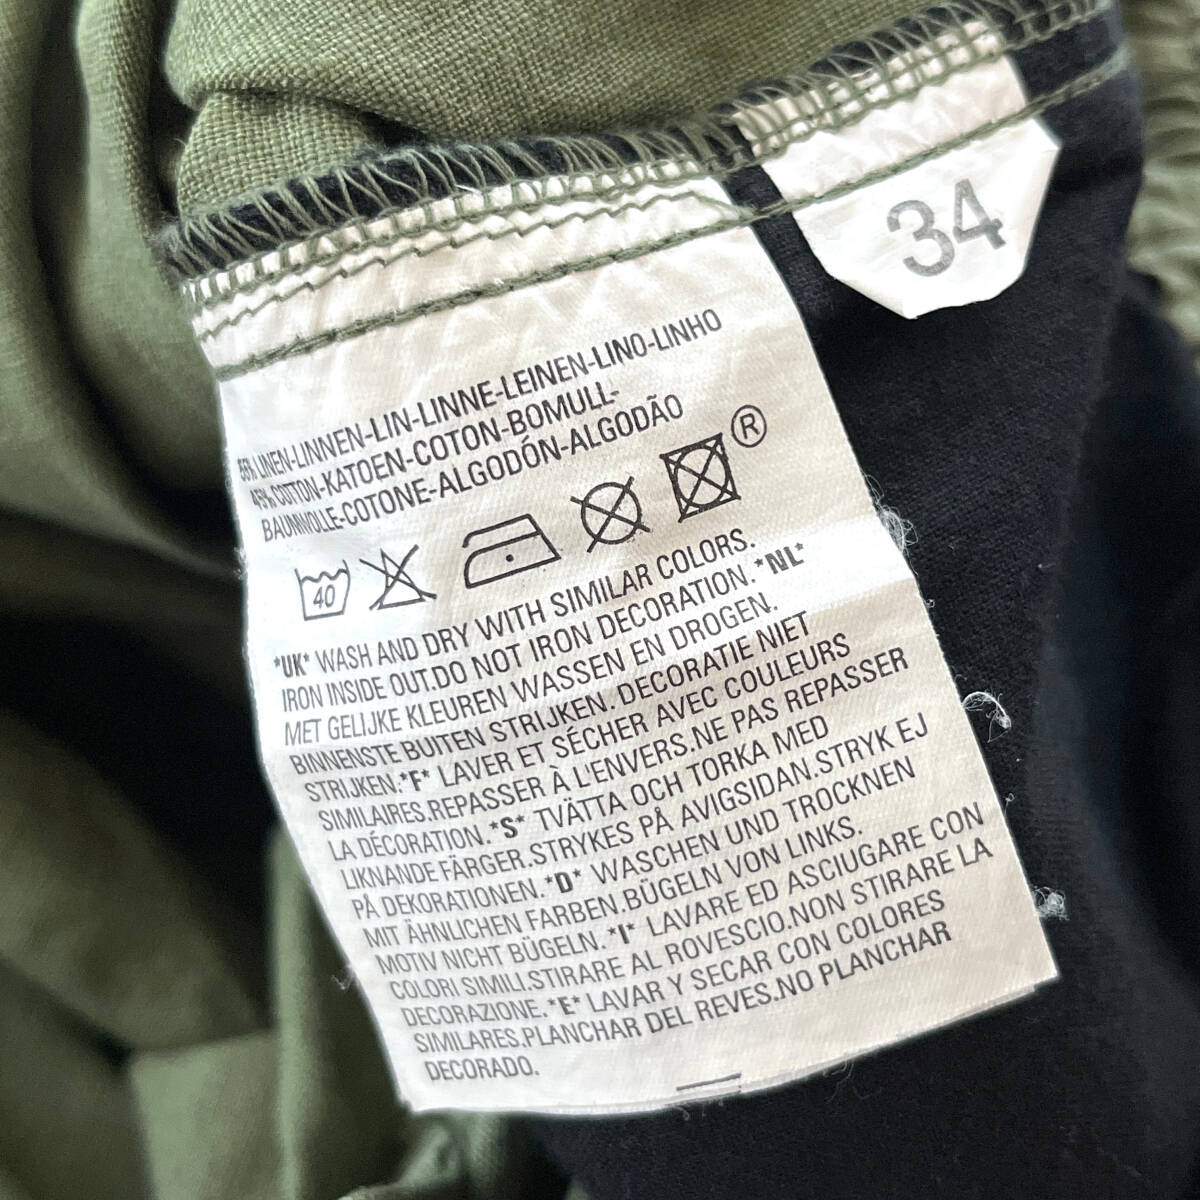 34
55% LINEN-LINNEN-LIN-LINNE-LEINEN-LINO-LINHO
45% COTTON-KATOEN-COTON-BOMULL-
BAUMWOLLE-COTONE-ALGODÓN-ALGODÃO
®
40
*UK* WASH AND DRY WITH SIMILAR COLORS.
IRON INSIDE OUT.DO NOT IRON DECORATION.*NL*
MET GELIJKE KLEUREN WASSEN EN DROGEN.
BINNENSTE BUITEN STRIJKEN. DECORATIE NIET
STRIJKEN.*F* LAVER ET SÉCHER AVEC COULEURS
SIMILAIRES.REPASSER À L'ENVERS.NE PAS REPASSER
LA DÉCORATION.*S* TVÄTTA OCH TORKA MED
LIKNANDE FÄRGER.STRYKES PÅ AVIGSIDAN.STRYK EJ
PÅ DEKORATIONEN.*D* WASCHEN UND TROCKNEN
MIT ÄHNLICHEN FARBEN.BÜGELN VON LINKS.
MOTIV NICHT BÜGELN.*I* LAVARE ED ASCIUGARE CON
COLORI SIMILI.STIRARE AL ROVESCIO.NON STIRARE LA
DECORAZIONE.*E* LAVAR Y SECAR CON COLORES
SIMILARES.PLANCHAR DEL REVES.NO PLANCHAR
DECORADO.